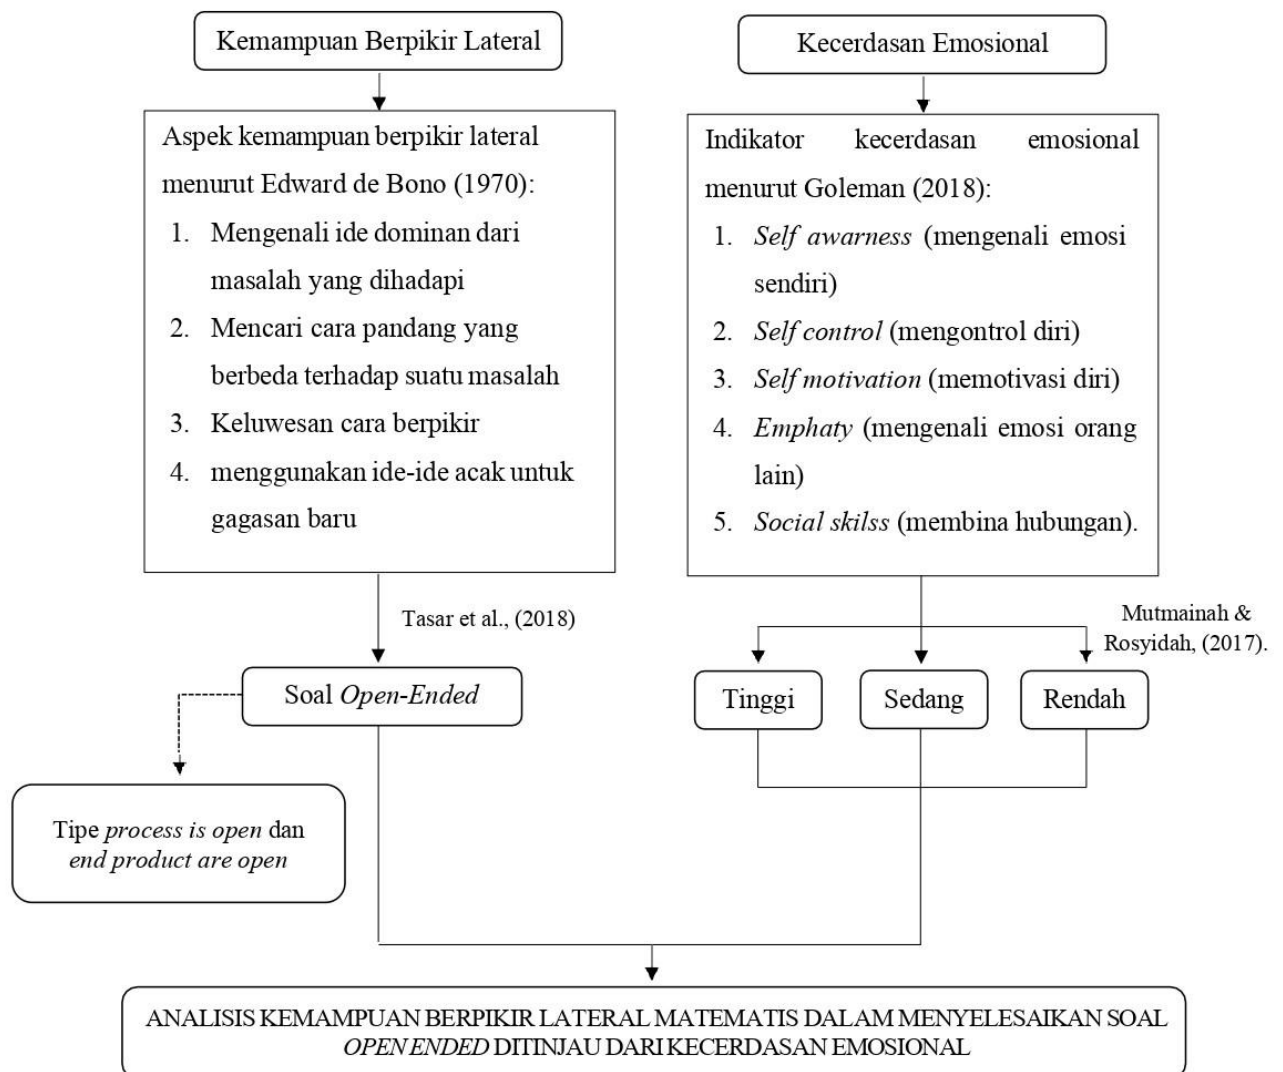 Kemampuan Berpikir Lateral
Aspek kemampuan berpikir lateral
menurut Edward de Bono (1970):
1. Mengenali ide dominan dari
masalah yang dihadapi
2. Mencari cara pandang yang
berbeda terhadap suatu masalah
3. Keluwesan cara berpikir
4. menggunakan ide-ide acak untuk
gagasan baru
Tasar et al., (2018)
Soal Open-Ended
Tipe process is open dan
end product are open
Kecerdasan Emosional
Indikator kecerdasan emosional
menurut Goleman (2018):
1. Self awarness (mengenali emosi
sendiri)
2. Self control (mengontrol diri)
3. Self motivation (memotivasi diri)
4. Emphaty (mengenali emosi orang
lain)
5. Social skilss (membina hubungan).
Mutmainah &
Rosyidah, (2017).
Tinggi
Sedang
Rendah
ANALISIS KEMAMPUAN BERPIKIR LATERAL MATEMATIS DALAM MENYELESAIKAN SOAL
OPEN ENDED DITINJAU DARI KECERDASAN EMOSIONAL